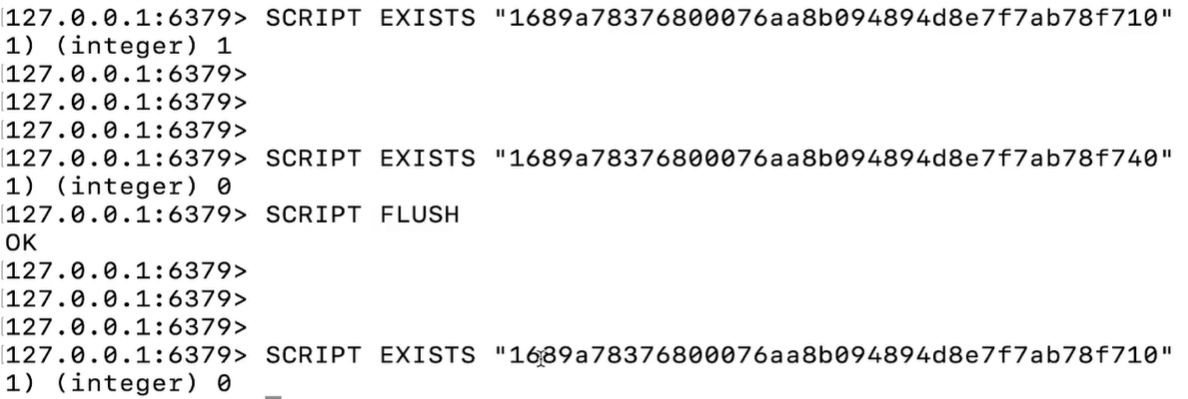 127.0.0.1:6379> SCRIPT EXISTS "1689a78376800076aa8b094894d8e7f7ab78f710"
1) (integer) 1
127.0.0.1:6379>
127.0.0.1:6379>
127.0.0.1:6379>
127.0.0.1:6379> SCRIPT EXISTS "1689a78376800076aa8b094894d8e7f7ab78f740"
1) (integer) 0
127.0.0.1:6379> SCRIPT FLUSH
OK
127.0.0.1:6379>
127.0.0.1:6379>
127.0.0.1:6379>
127.0.0.1:6379> SCRIPT EXISTS "1689a78376800076aa8b094894d8e7f7ab78f710"
1) (integer) 0